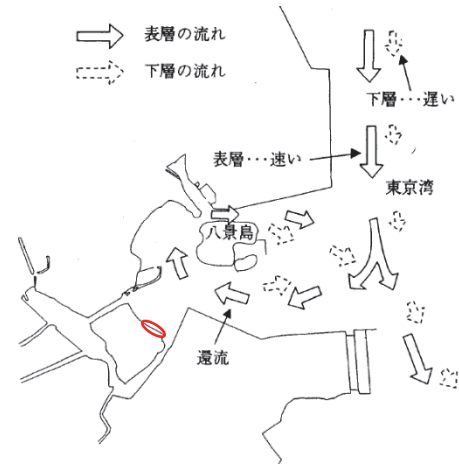 表層の流れ
下層の流れ
下層・・・遅い
表層・・・速い
東京湾
八景島
還流